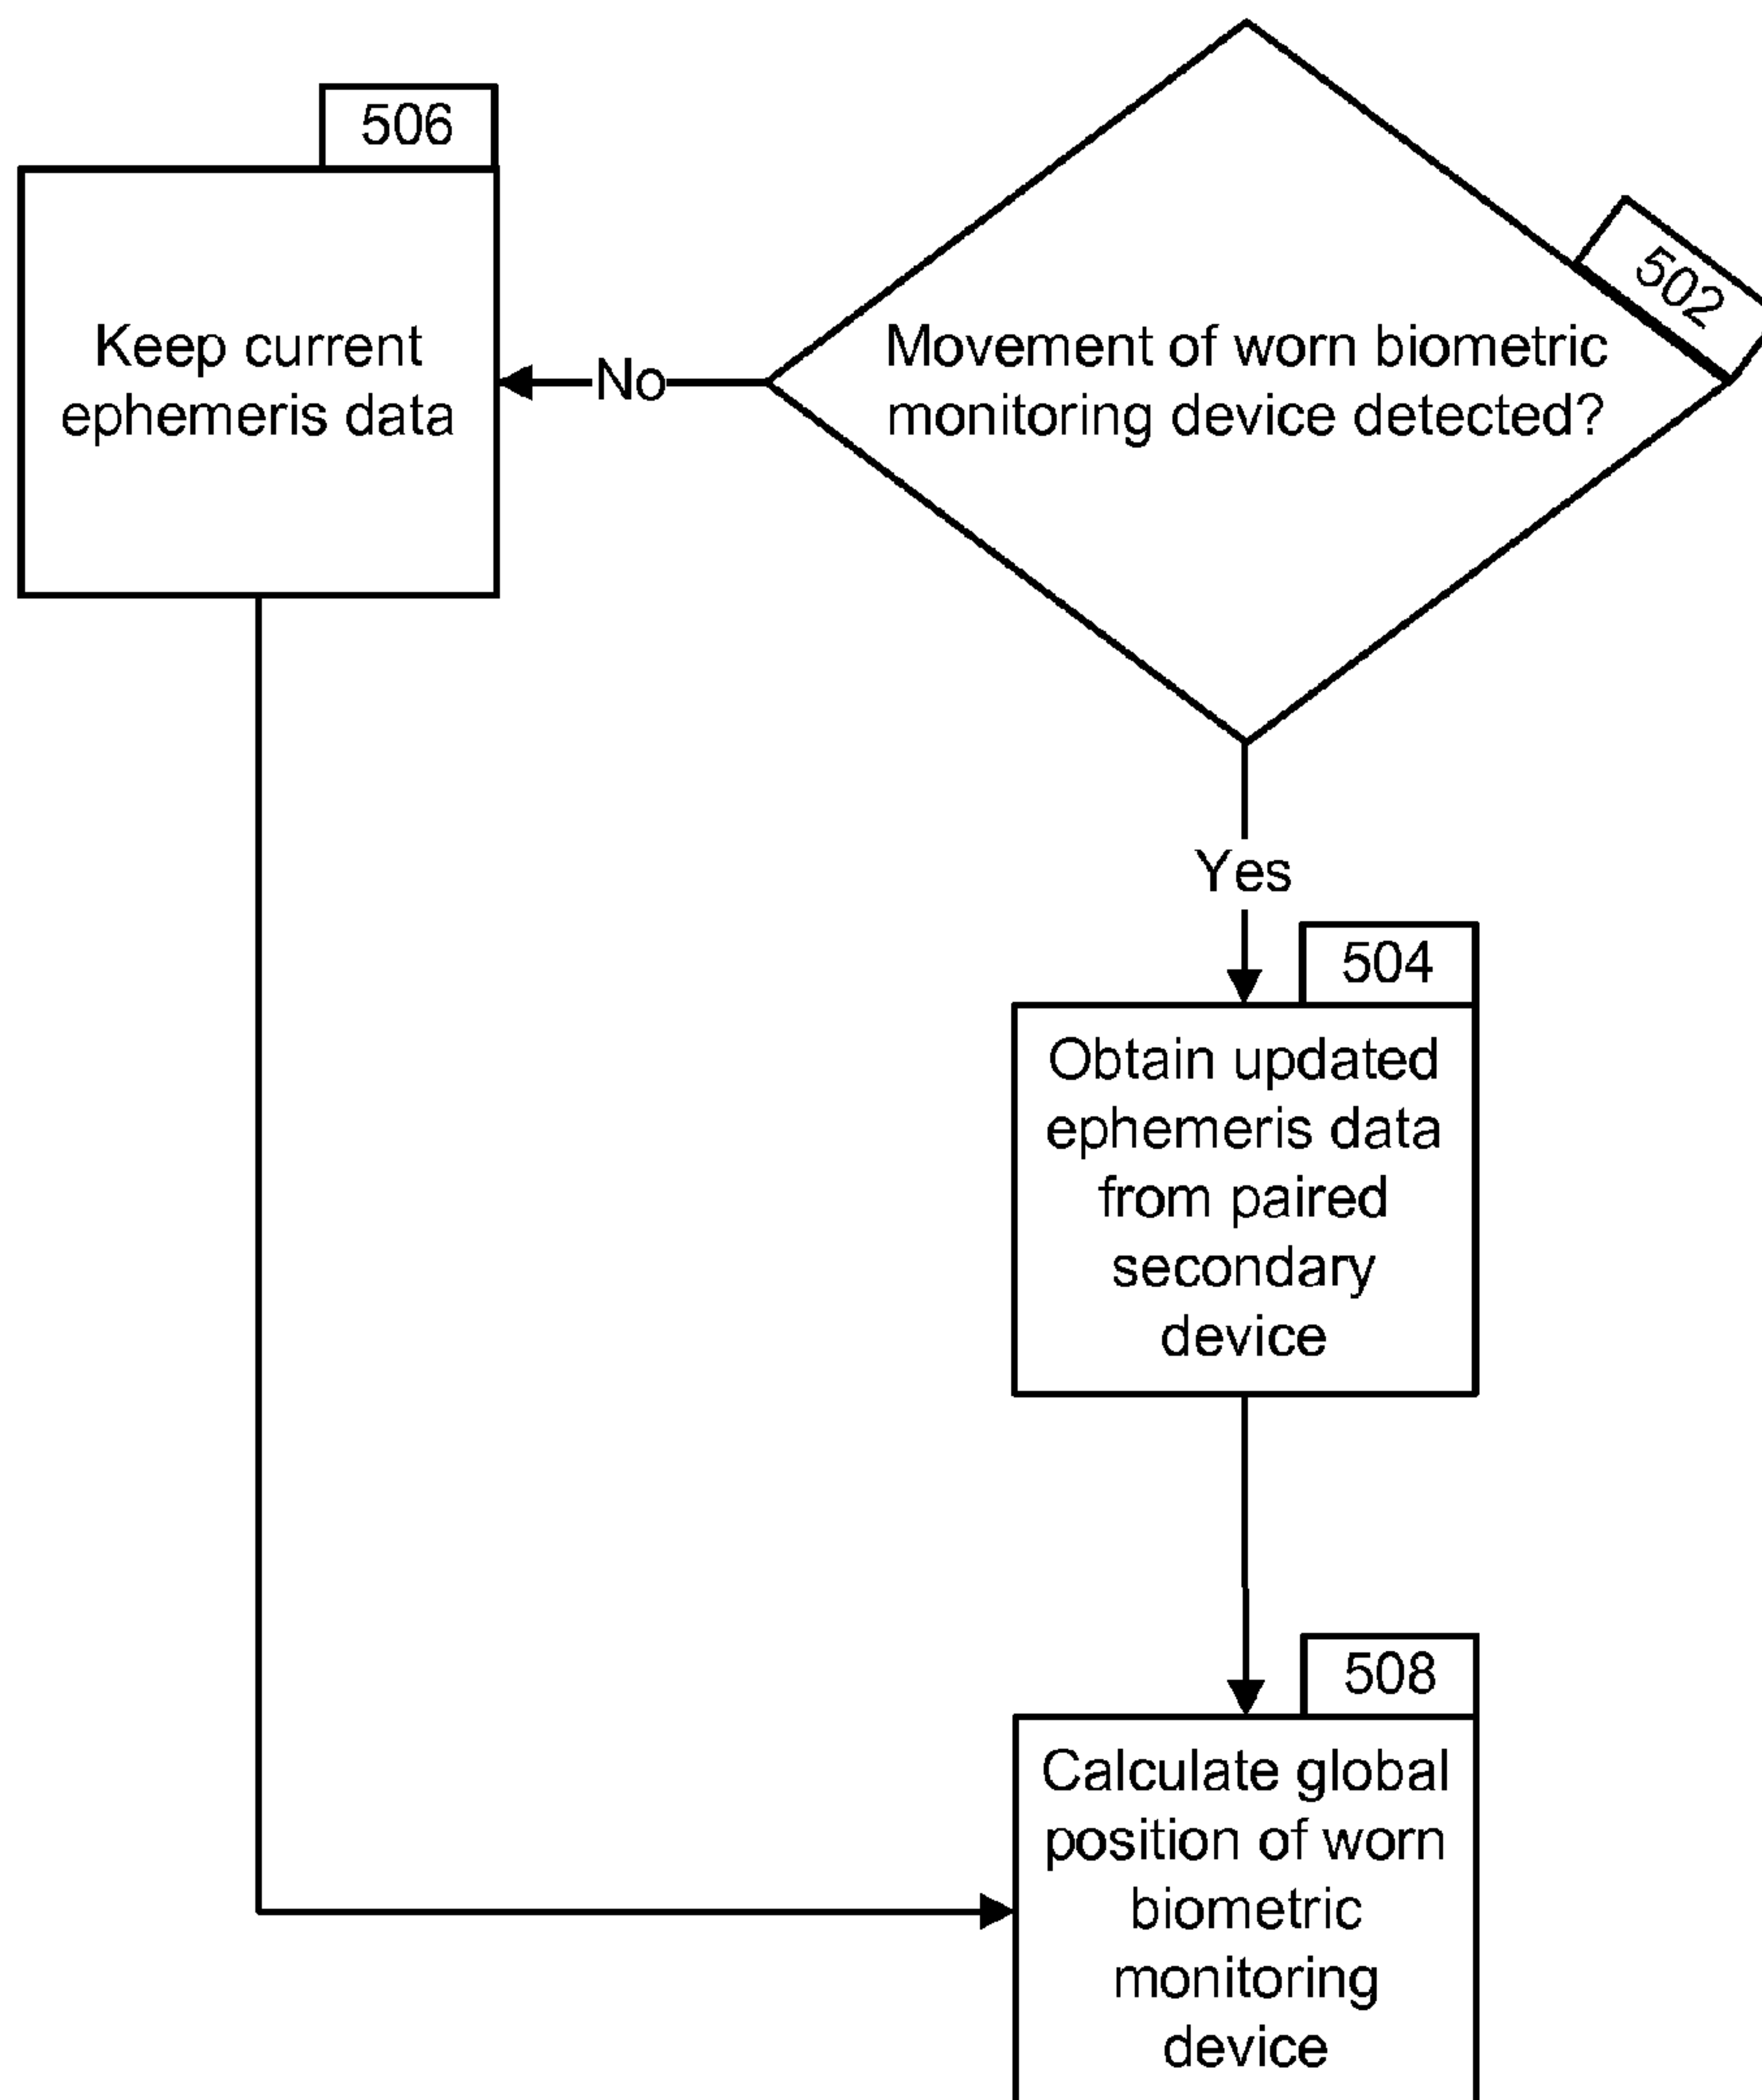 506
Keep current
ephemeris data
No
502
Movement of worn biometric
monitoring device detected?
Yes
504
Obtain updated
ephemeris data
from paired
secondary
device
508
Calculate global
position of worn
biometric
monitoring
device